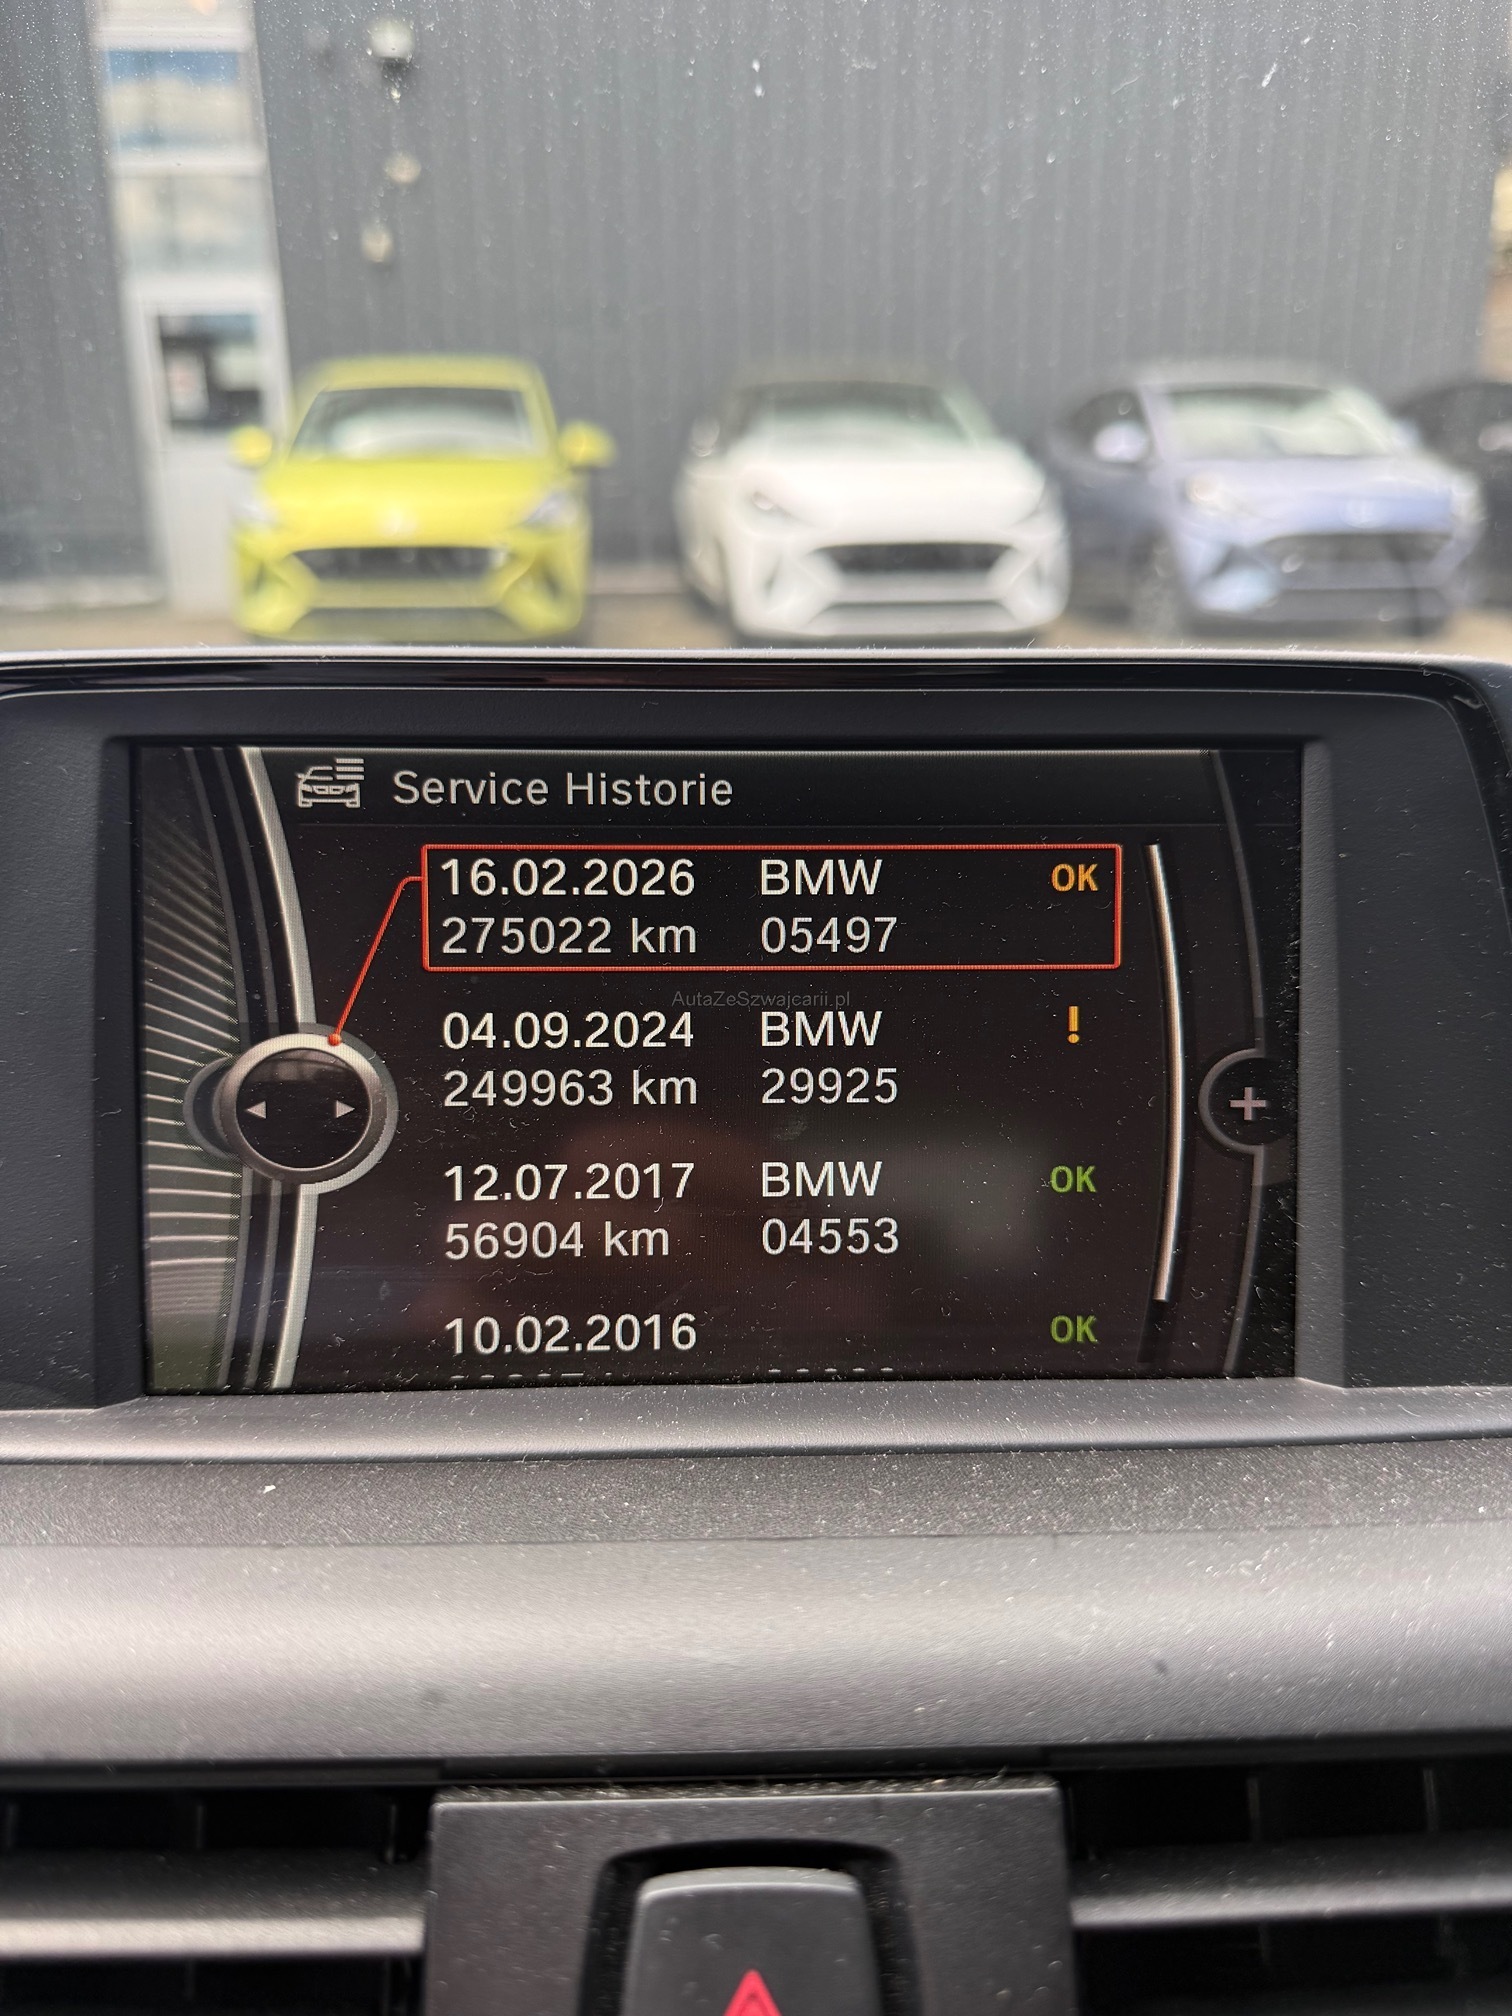 Service Historie
16.02.2026 BMW OK
275022 km 05497
AutaZeSzwajcarii.pl
04.09.2024 BMW !
249963 km 29925
12.07.2017 BMW OK
56904 km 04553
10.02.2016 OK